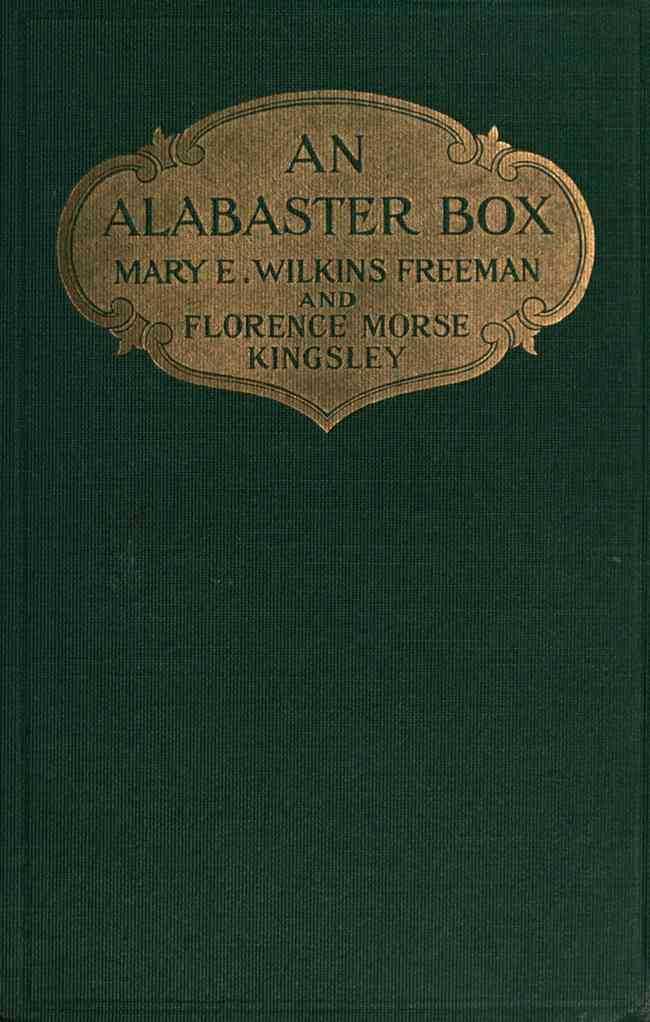 AN
ALABASTER BOX
MARY E. WILKINS FREEMAN
AND
FLORENCE MORSE
KINGSLEY